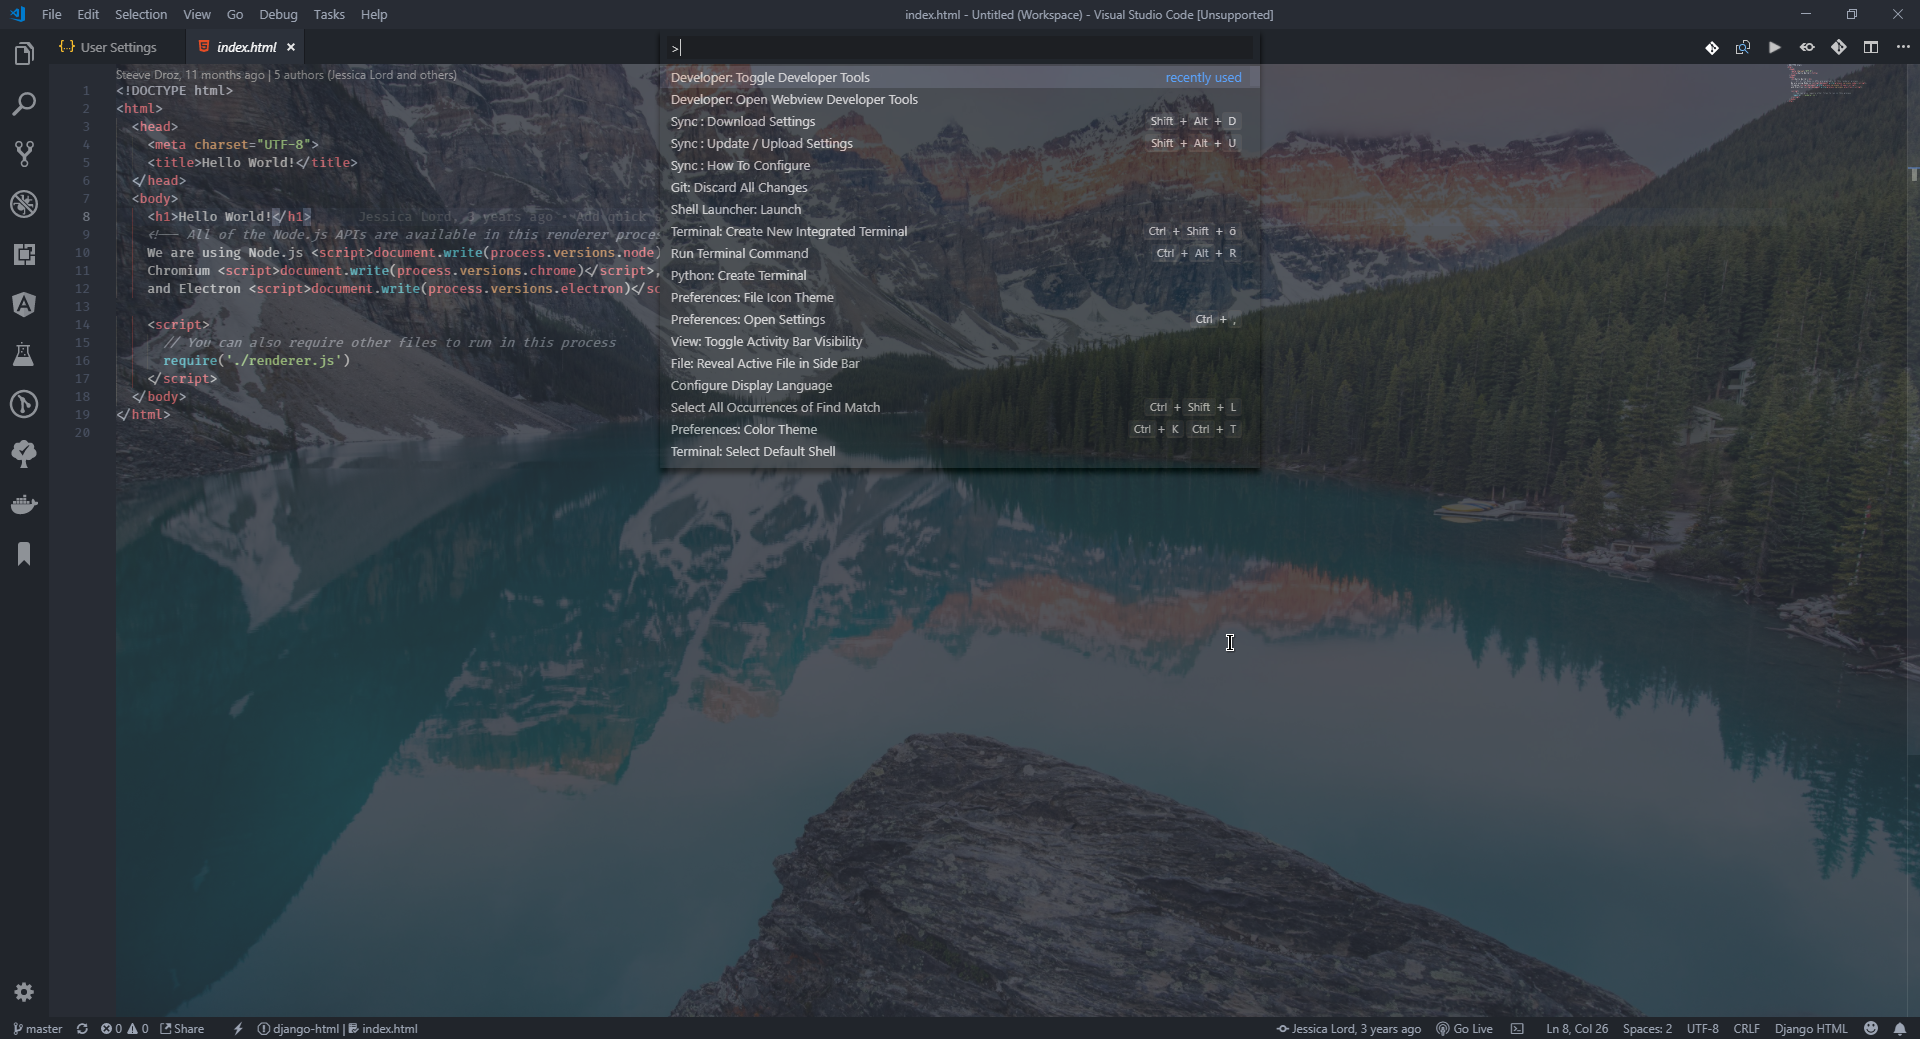 File Edit Selection View Go Debug Tasks Help
index.html - Untitled (Workspace) - Visual Studio Code [Unsupported]
User Settings
index.html
>
Developer: Toggle Developer Tools recently used
Developer: Open Webview Developer Tools
Sync : Download Settings Shift + Alt + D
Sync : Update / Upload Settings Shift + Alt + U
Sync : How To Configure
Git: Discard All Changes
Shell Launcher: Launch
Terminal: Create New Integrated Terminal Ctrl + Shift + ö
Run Terminal Command Ctrl + Alt + R
Python: Create Terminal
Preferences: File Icon Theme
Preferences: Open Settings Ctrl + ,
View: Toggle Activity Bar Visibility
File: Reveal Active File in Side Bar
Configure Display Language
Select All Occurrences of Find Match Ctrl + Shift + L
Preferences: Color Theme Ctrl + K Ctrl + T
Terminal: Select Default Shell
Steeve Droz, 11 months ago | 5 authors (Jessica Lord and others)
1 <!DOCTYPE html>
2 <html>
3 <head>
4 <meta charset="UTF-8">
5 <title>Hello World!</title>
6 </head>
7 <body>
8 <h1>Hello World!</h1> Jessica Lord, 3 years ago · Add quick
9 <!-- All of the Node.js APIs are available in this renderer proces
10 We are using Node.js <script>document.write(process.versions.node)
11 Chromium <script>document.write(process.versions.chrome)</script>,
12 and Electron <script>document.write(process.versions.electron)</sc
13
14 <script>
15 // You can also require other files to run in this process
16 require('./renderer.js')
17 </script>
18 </body>
19 </html>
20
master 0 0 Share django-html | index.html
Jessica Lord, 3 years ago Go Live Ln 8, Col 26 Spaces: 2 UTF-8 CRLF Django HTML